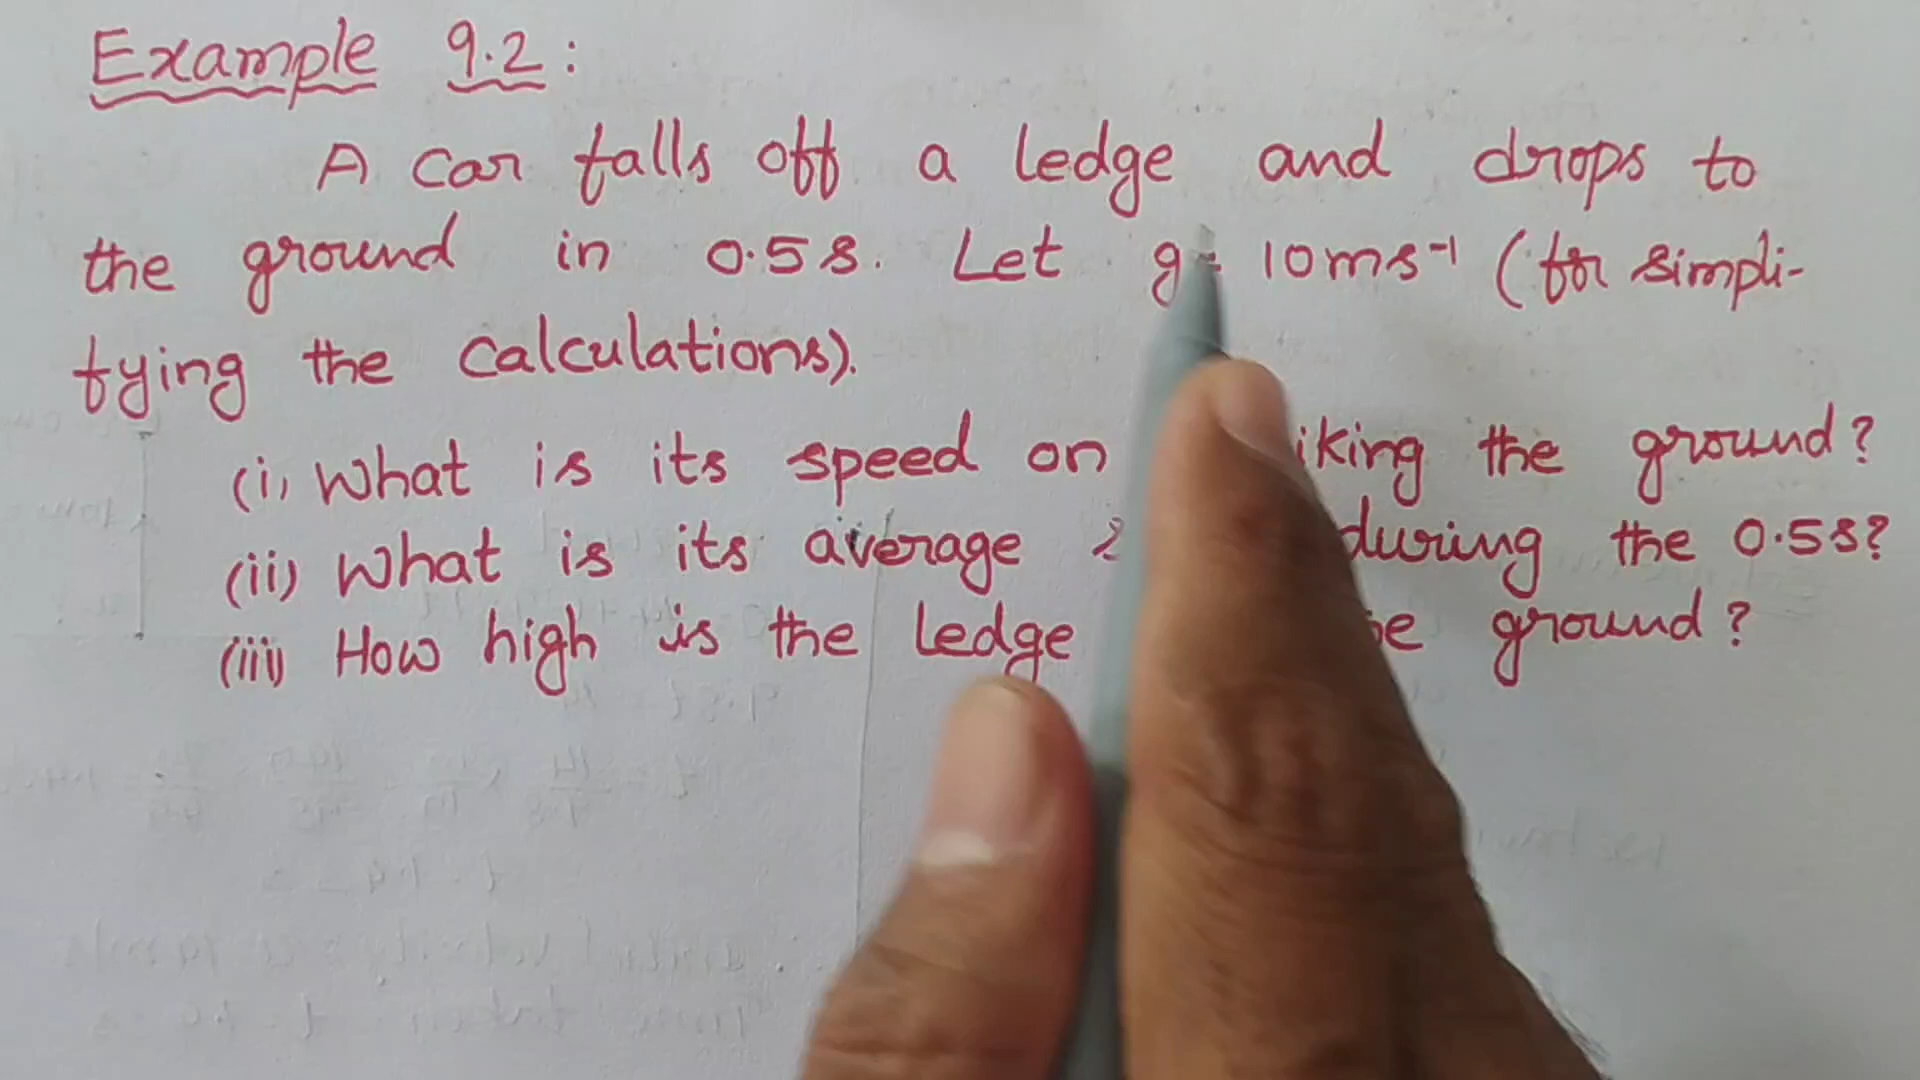 Example 9.2:
A car falls off a ledge and drops to
the ground in 0.5s. Let g= 10ms⁻¹ (for simpli-
fying the calculations).
(i) What is its speed on iking the ground?
(ii) What is its average during the 0.5s?
(iii) How high is the ledge ground?